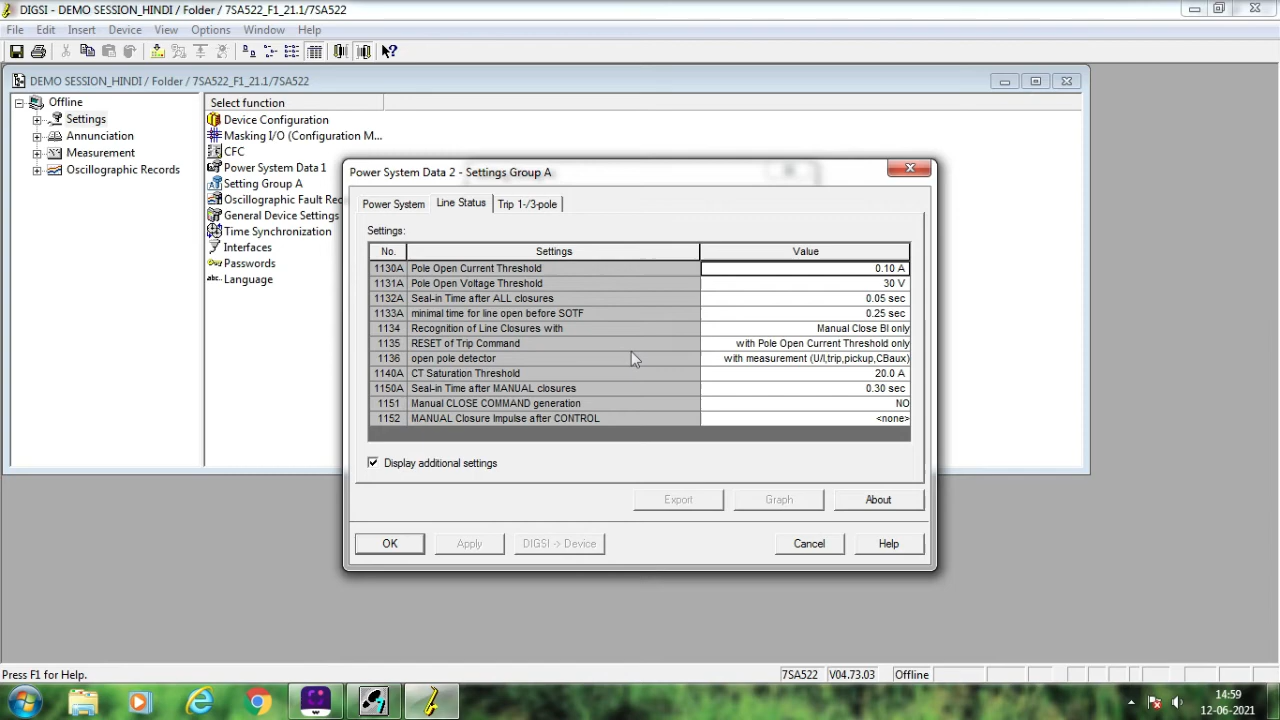 DIGSI - DEMO SESSION_HINDI / Folder / 7SA522_F1_21.1/7SA522
File Edit Insert Device View Options Window Help
DEMO SESSION_HINDI / Folder / 7SA522_F1_21.1/7SA522
Offline
Settings
Annunciation
Measurement
Oscillographic Records
Select function
Device Configuration
Masking I/O (Configuration M...
CFC
Power System Data 1
Setting Group A
Oscillographic Fault Re
General Device Settings
Time Synchronization
Interfaces
Passwords
Language
Power System Data 2 - Settings Group A
Power System Line Status Trip 1-/3-pole
Settings:
No. Settings Value
1130A Pole Open Current Threshold 0.10 A
1131A Pole Open Voltage Threshold 30 V
1132A Seal-in Time after ALL closures 0.05 sec
1133A minimal time for line open before SOTF 0.25 sec
1134 Recognition of Line Closures with Manual Close BI only
1135 RESET of Trip Command with Pole Open Current Threshold only
1136 open pole detector with measurement (U/I,trip,pickup,CBaux)
1140A CT Saturation Threshold 20.0 A
1150A Seal-in Time after MANUAL closures 0.30 sec
1151 Manual CLOSE COMMAND generation NO
1152 MANUAL Closure Impulse after CONTROL <none>
Display additional settings
Export Graph About
OK Apply DIGSI -> Device Cancel Help
Press F1 for Help. 7SA522 V04.73.03 Offline
14:59
12-06-2021